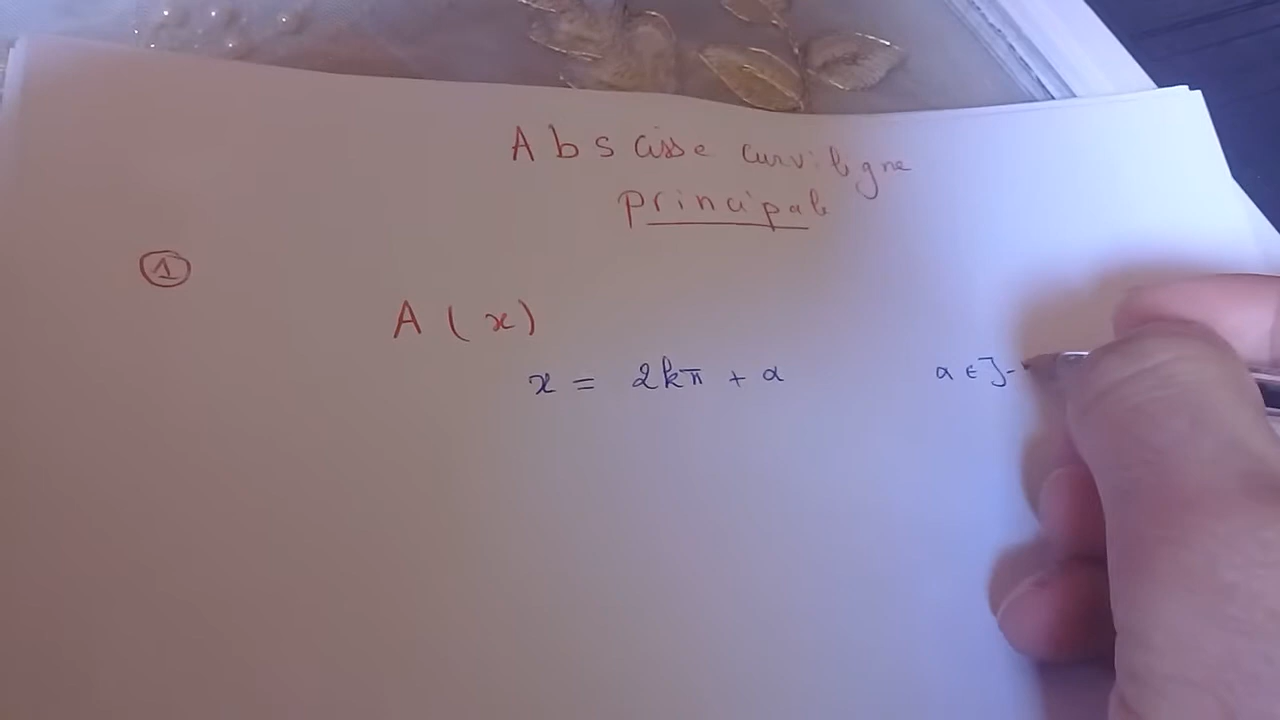 Abscisse curviligne
principale
①
A(x)
x = 2kπ + α α ∈ ]-